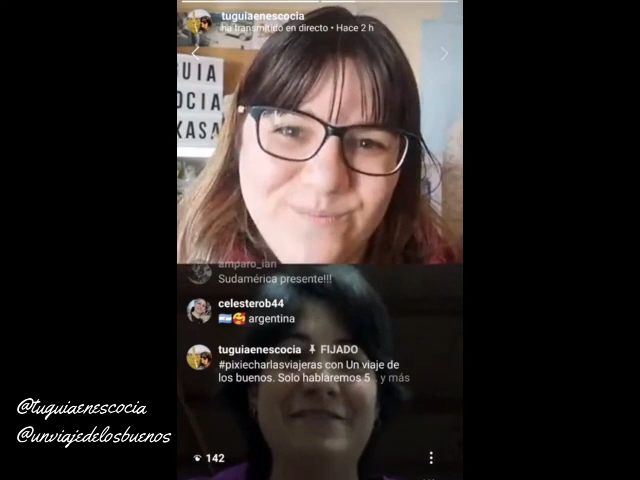 tuguiaenescocia
ha transmitido en directo • Hace 2 h
GUIA
OCIA
KASA
amparo_ian
Sudamérica presente!!!
celesterob44
🇦🇷🥰 argentina
tuguiaenescocia 📌 FIJADO
#pixiecharlasviajeras con Un viaje de
los buenos. Solo hablaremos 5 .. y más
@tuguiaenescocia
@unviajedelosbuenos
142